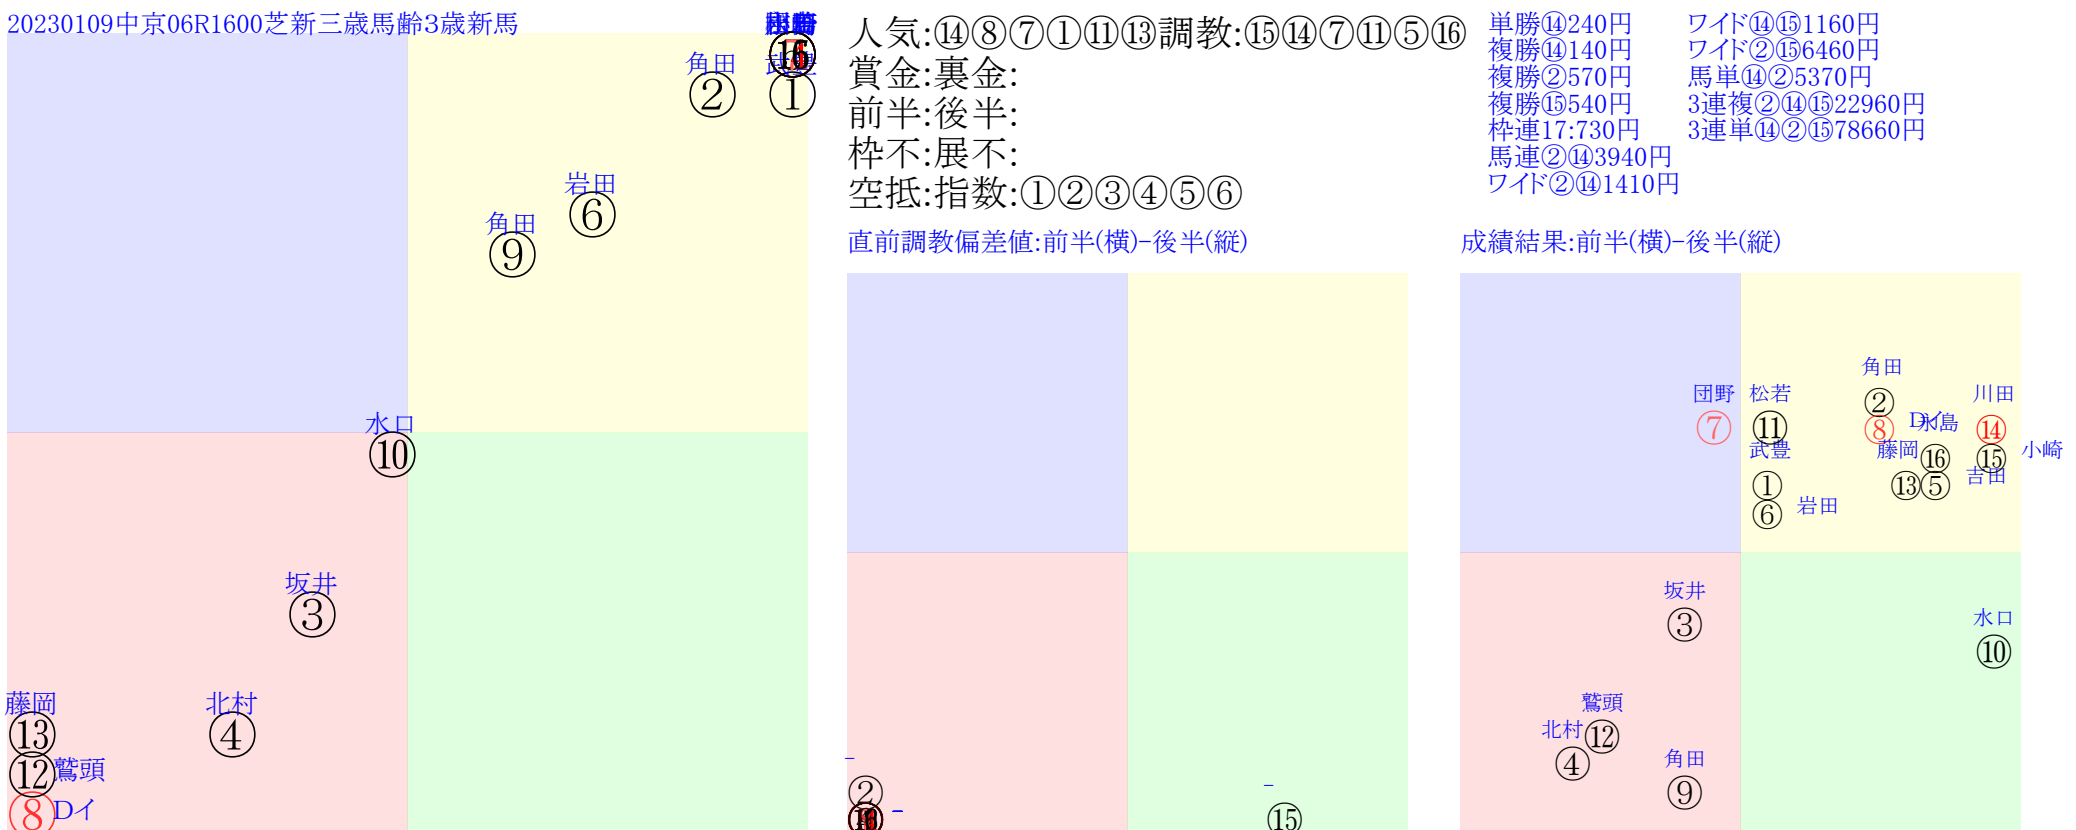 20230109中京06R1600芝新三歳馬齢3歳新馬
角田
②
武豊
①
岩田
⑥
角田
⑨
水口
⑩
坂井
③
藤岡
⑬
北村
④
⑫鷲頭
⑧Dイ
人気:⑭⑧⑦①⑪⑬調教:⑮⑭⑦⑪⑤⑯
賞金:裏金:
前半:後半:
枠不:展不:
空抵:指数:①②③④⑤⑥
単勝⑭240円
複勝⑭140円
複勝②570円
複勝⑮540円
枠連17:730円
馬連②⑭3940円
ワイド②⑭1410円
ワイド⑭⑮1160円
ワイド②⑮6460円
馬単⑭②5370円
3連複②⑭⑮22960円
3連単⑭②⑮78660円
直前調教偏差値:前半(横)-後半(縦)
-
②
-
-
⑮
成績結果:前半(横)-後半(縦)
角田
②
団野
⑦
松若
⑪
川田
⑭
⑧
Dイ
永島
⑯
武豊
①
藤岡
⑬
⑤
⑮
小崎
吉田
⑥
岩田
坂井
③
水口
⑩
鷲頭
⑫
北村
④
角田
⑨